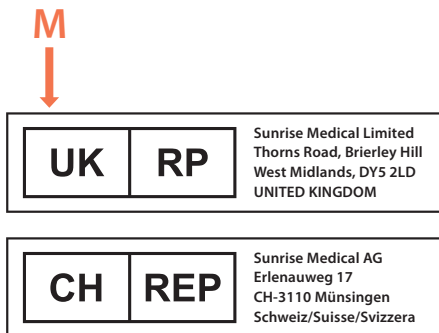 M
UK RP
Sunrise Medical Limited
Thorns Road, Brierley Hill
West Midlands, DY5 2LD
UNITED KINGDOM
CH REP
Sunrise Medical AG
Erlenauweg 17
CH-3110 Münsingen
Schweiz/Suisse/Svizzera